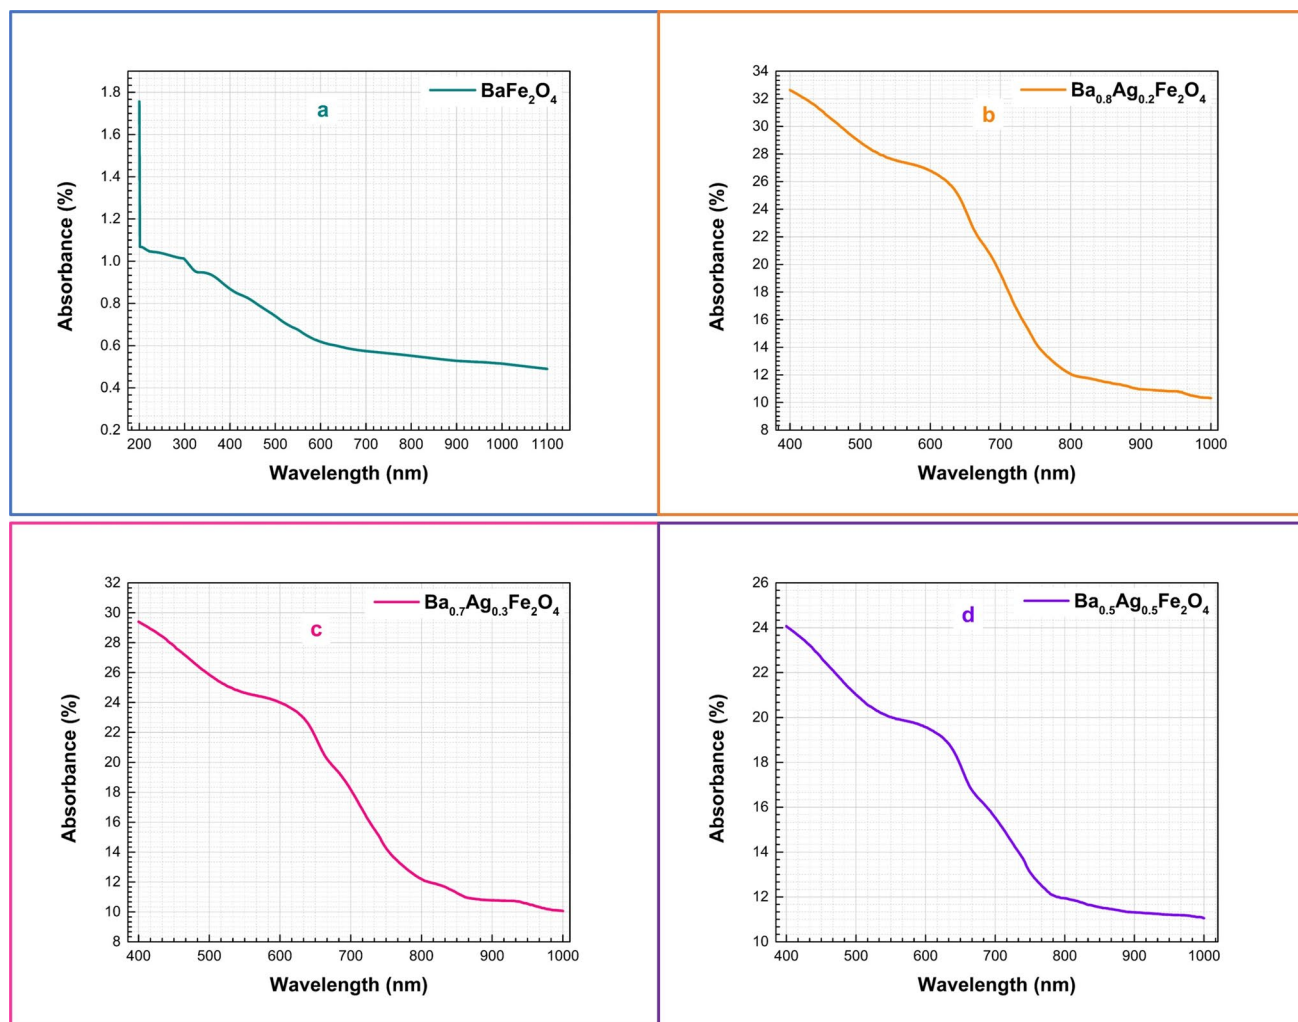 BaFe₂O₄
a
1.8
1.6
1.4
1.2
1.0
0.8
0.6
0.4
0.2
200 300 400 500 600 700 800 900 1000 1100
Absorbance (%)
Wavelength (nm)
Ba₀.₈Ag₀.₂Fe₂O₄
b
34
32
30
28
26
24
22
20
18
16
14
12
10
8
400 500 600 700 800 900 1000
Absorbance (%)
Wavelength (nm)
Ba₀.₇Ag₀.₃Fe₂O₄
c
32
30
28
26
24
22
20
18
16
14
12
10
8
400 500 600 700 800 900 1000
Absorbance (%)
Wavelength (nm)
Ba₀.₅Ag₀.₅Fe₂O₄
d
26
24
22
20
18
16
14
12
10
400 500 600 700 800 900 1000
Absorbance (%)
Wavelength (nm)